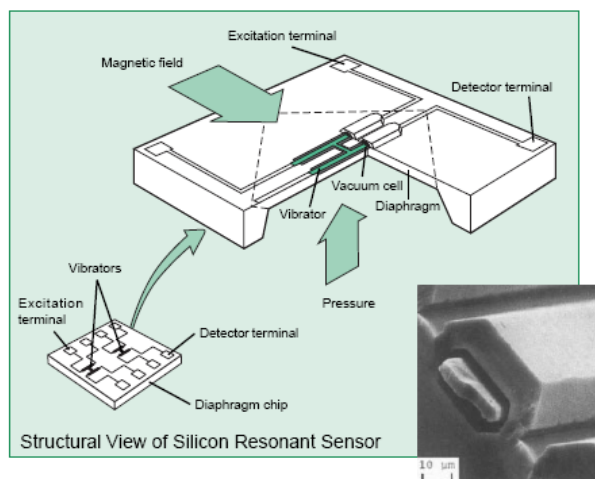 Excitation terminal
Magnetic field
Detector terminal
Vacuum cell
Diaphragm
Vibrator
Vibrators
Pressure
Excitation
terminal
Detector terminal
Diaphragm chip
Structural View of Silicon Resonant Sensor
10 µm